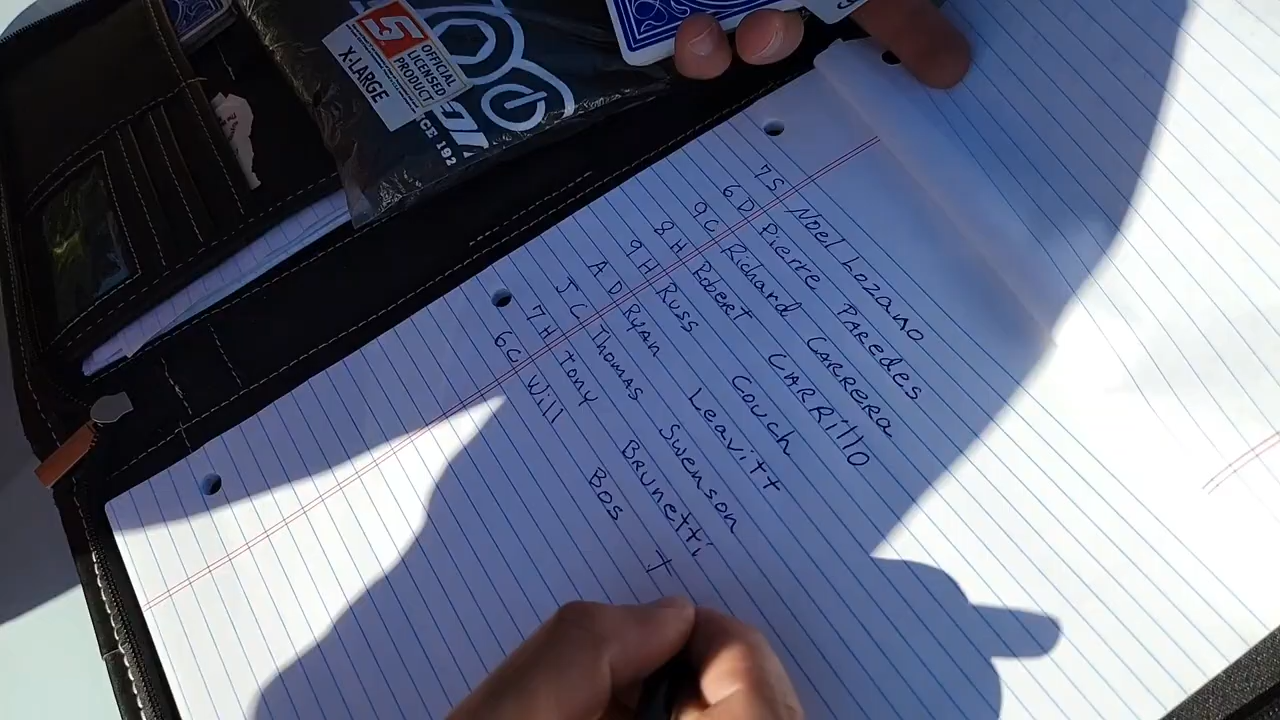 5 OFFICIAL
LICENSED
PRODUCT
X-LARGE
7S Noel Lozano
6D Pierre PAREDES
9C Richard CARRERA
8H Robert CARRILLO
9H Russ Couch
AD RYAN Leavitt
JC THOMAS Swenson
7H TONY BRUNETTI
6C Will BOS